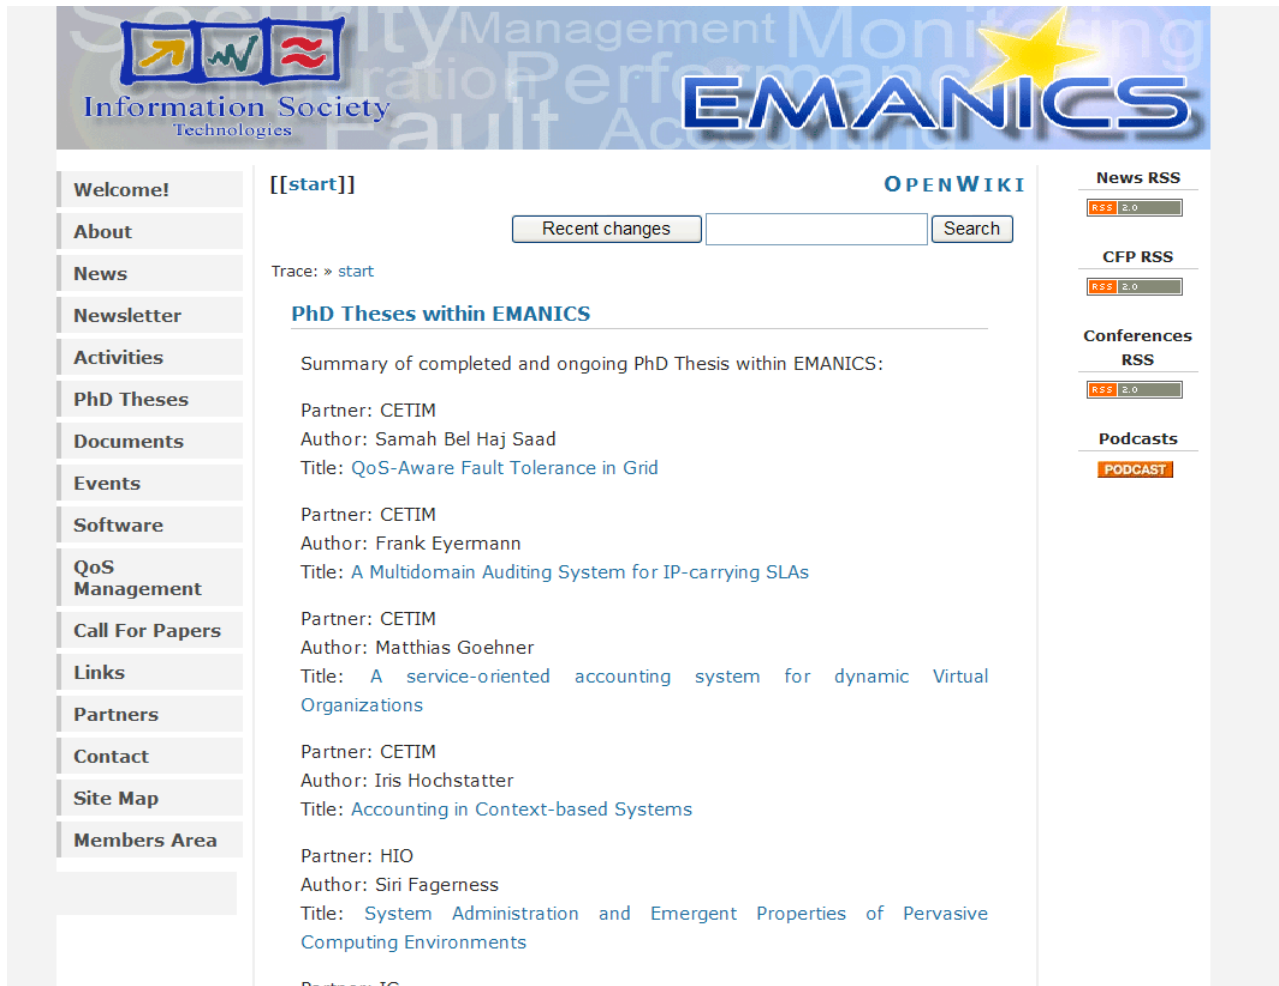 Security Management Monitoring
Configuration Performance
Fault Accounting
Information Society
Technologies
EMANICS
Welcome!
About
News
Newsletter
Activities
PhD Theses
Documents
Events
Software
QoS
Management
Call For Papers
Links
Partners
Contact
Site Map
Members Area
[[start]]
OPENWIKI
Recent changes
Search
Trace: » start
PhD Theses within EMANICS
Summary of completed and ongoing PhD Thesis within EMANICS:
Partner: CETIM
Author: Samah Bel Haj Saad
Title: QoS-Aware Fault Tolerance in Grid
Partner: CETIM
Author: Frank Eyermann
Title: A Multidomain Auditing System for IP-carrying SLAs
Partner: CETIM
Author: Matthias Goehner
Title: A service-oriented accounting system for dynamic Virtual
Organizations
Partner: CETIM
Author: Iris Hochstatter
Title: Accounting in Context-based Systems
Partner: HIO
Author: Siri Fagerness
Title: System Administration and Emergent Properties of Pervasive
Computing Environments
News RSS
RSS 2.0
CFP RSS
RSS 2.0
Conferences
RSS
RSS 2.0
Podcasts
PODCAST